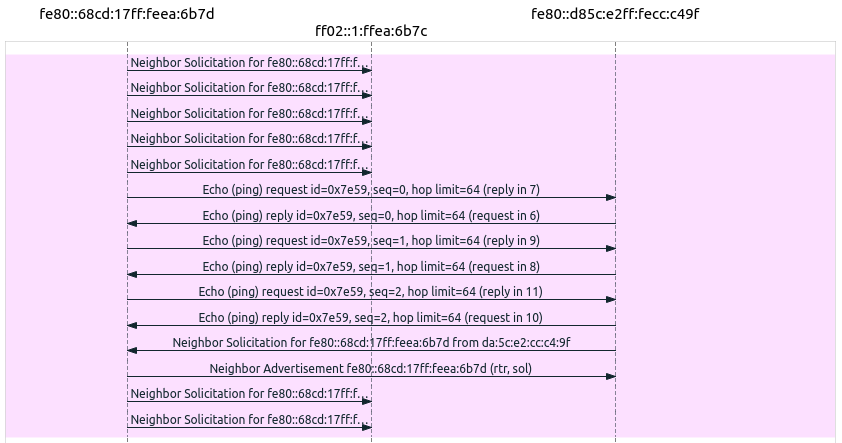 fe80::68cd:17ff:feea:6b7d
fe80::d85c:e2ff:fecc:c49f
ff02::1:ffea:6b7c
Neighbor Solicitation for fe80::68cd:17ff:f…
Neighbor Solicitation for fe80::68cd:17ff:f…
Neighbor Solicitation for fe80::68cd:17ff:f…
Neighbor Solicitation for fe80::68cd:17ff:f…
Neighbor Solicitation for fe80::68cd:17ff:f…
Echo (ping) request id=0x7e59, seq=0, hop limit=64 (reply in 7)
Echo (ping) reply id=0x7e59, seq=0, hop limit=64 (request in 6)
Echo (ping) request id=0x7e59, seq=1, hop limit=64 (reply in 9)
Echo (ping) reply id=0x7e59, seq=1, hop limit=64 (request in 8)
Echo (ping) request id=0x7e59, seq=2, hop limit=64 (reply in 11)
Echo (ping) reply id=0x7e59, seq=2, hop limit=64 (request in 10)
Neighbor Solicitation for fe80::68cd:17ff:feea:6b7d from da:5c:e2:cc:c4:9f
Neighbor Advertisement fe80::68cd:17ff:feea:6b7d (rtr, sol)
Neighbor Solicitation for fe80::68cd:17ff:f…
Neighbor Solicitation for fe80::68cd:17ff:f…